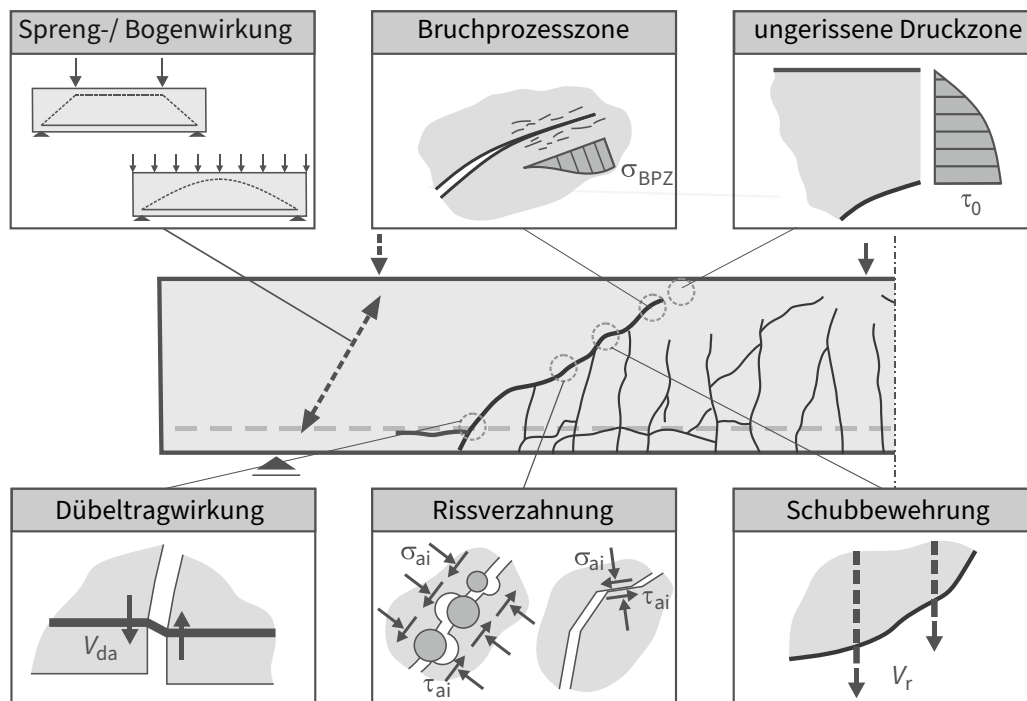 Spreng-/ Bogenwirkung
Bruchprozesszone
σBPZ
ungerissene Druckzone
τ0
Dübeltragwirkung
Vda
Rissverzahnung
σai
τai
σai
τai
Schubbewehrung
Vr